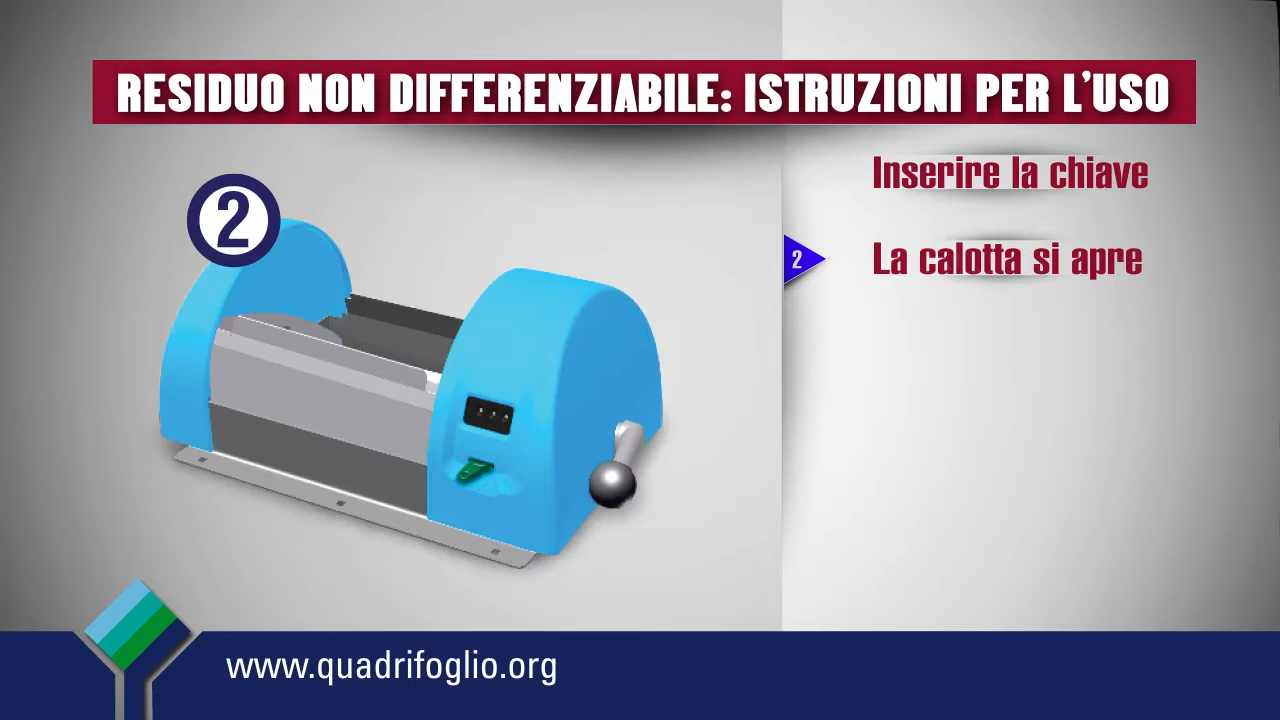 RESIDUO NON DIFFERENZIABILE: ISTRUZIONI PER L'USO
Inserire la chiave
2
2
La calotta si apre
www.quadrifoglio.org